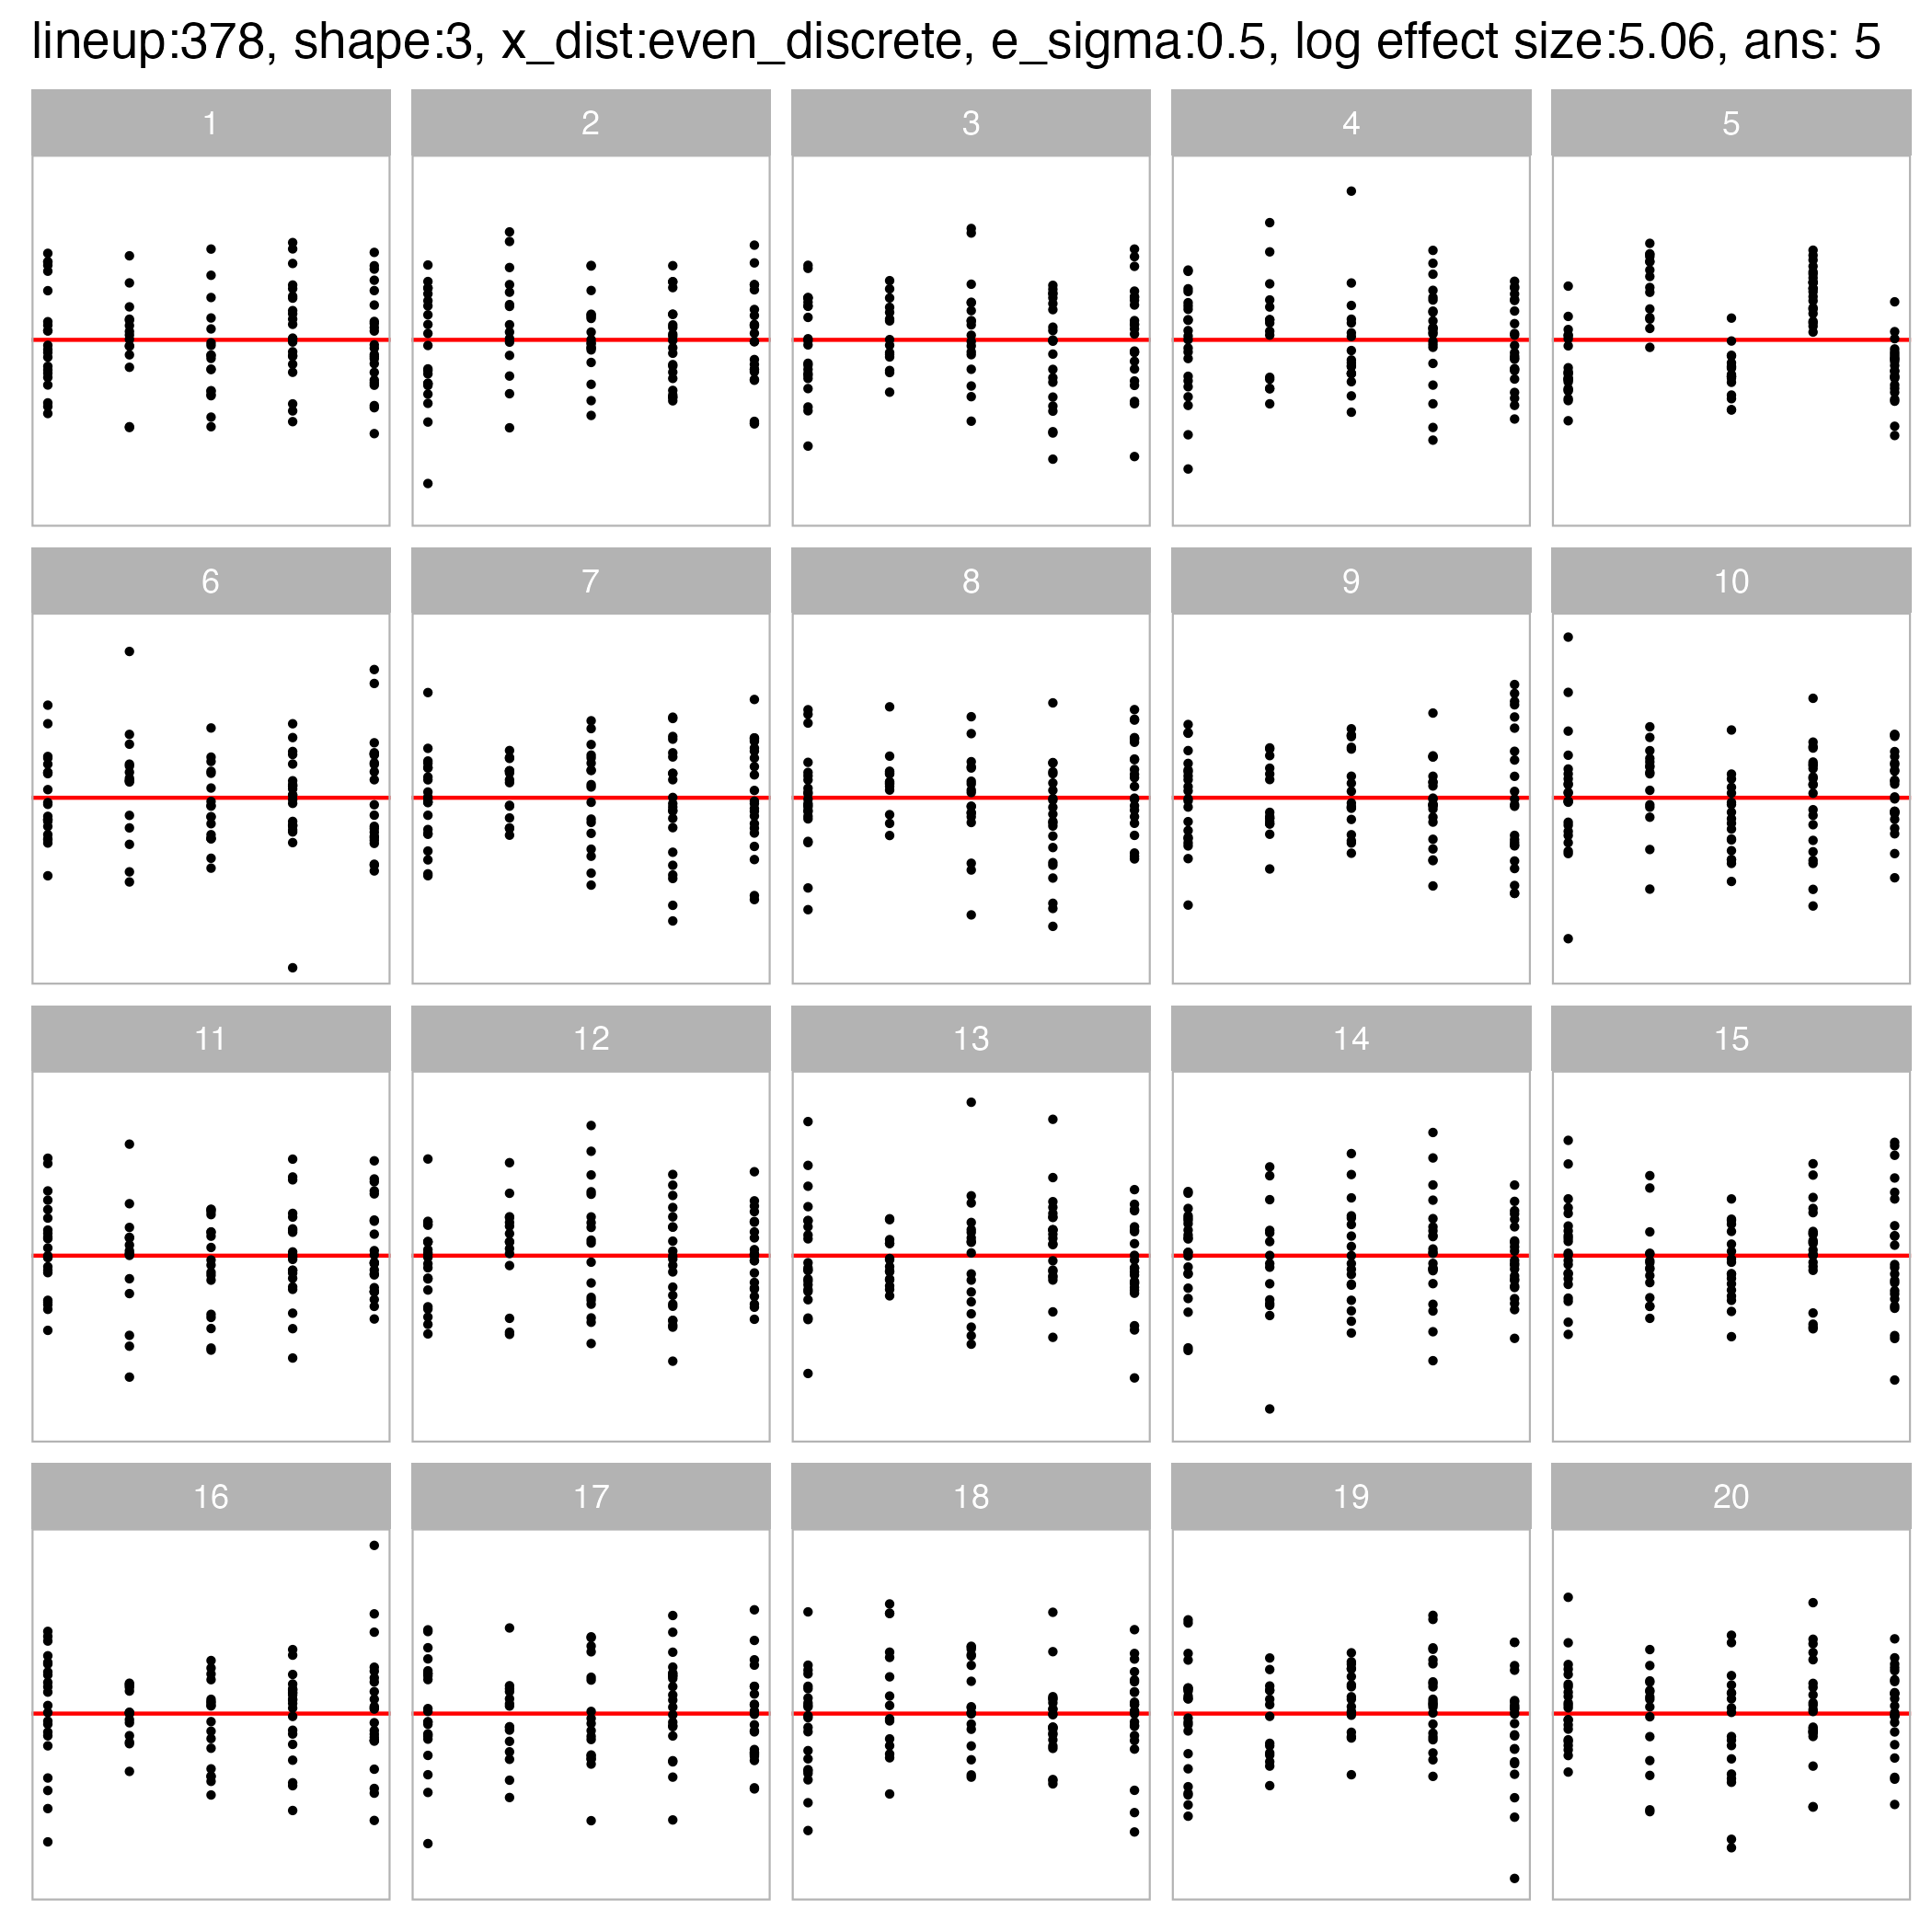 lineup:378, shape:3, x_dist:even_discrete, e_sigma:0.5, log effect size:5.06, ans: 5
1 2 3 4 5
6 7 8 9 10
11 12 13 14 15
16 17 18 19 20